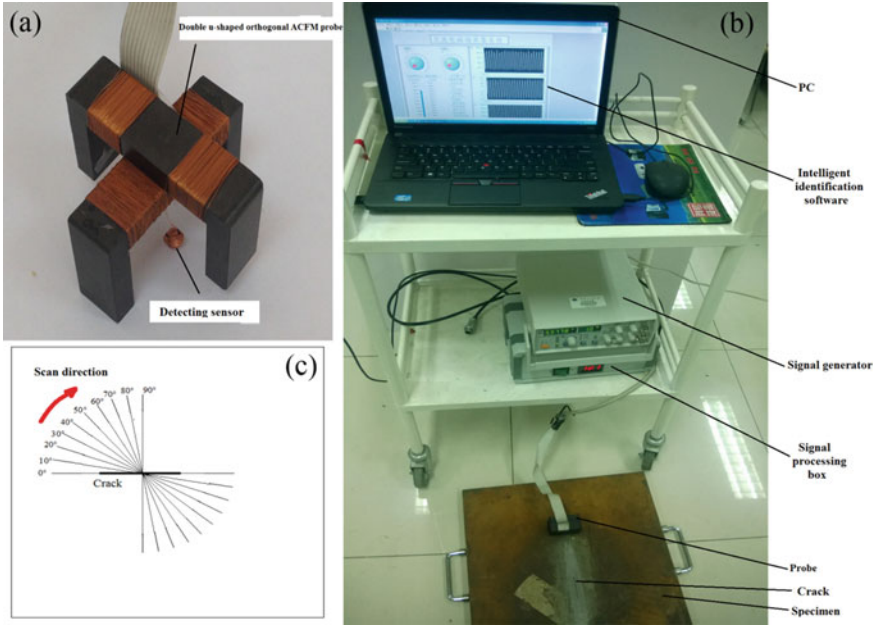 (a)
Double n-shaped orthogonal ACFM probe
Detecting sensor
(b)
PC
Intelligent
identification
software
ThinkPad
Signal generator
Signal
processing
box
Probe
Crack
Specimen
(c)
Scan direction
90°
80°
70°
60°
50°
40°
30°
20°
10°
0°
Crack